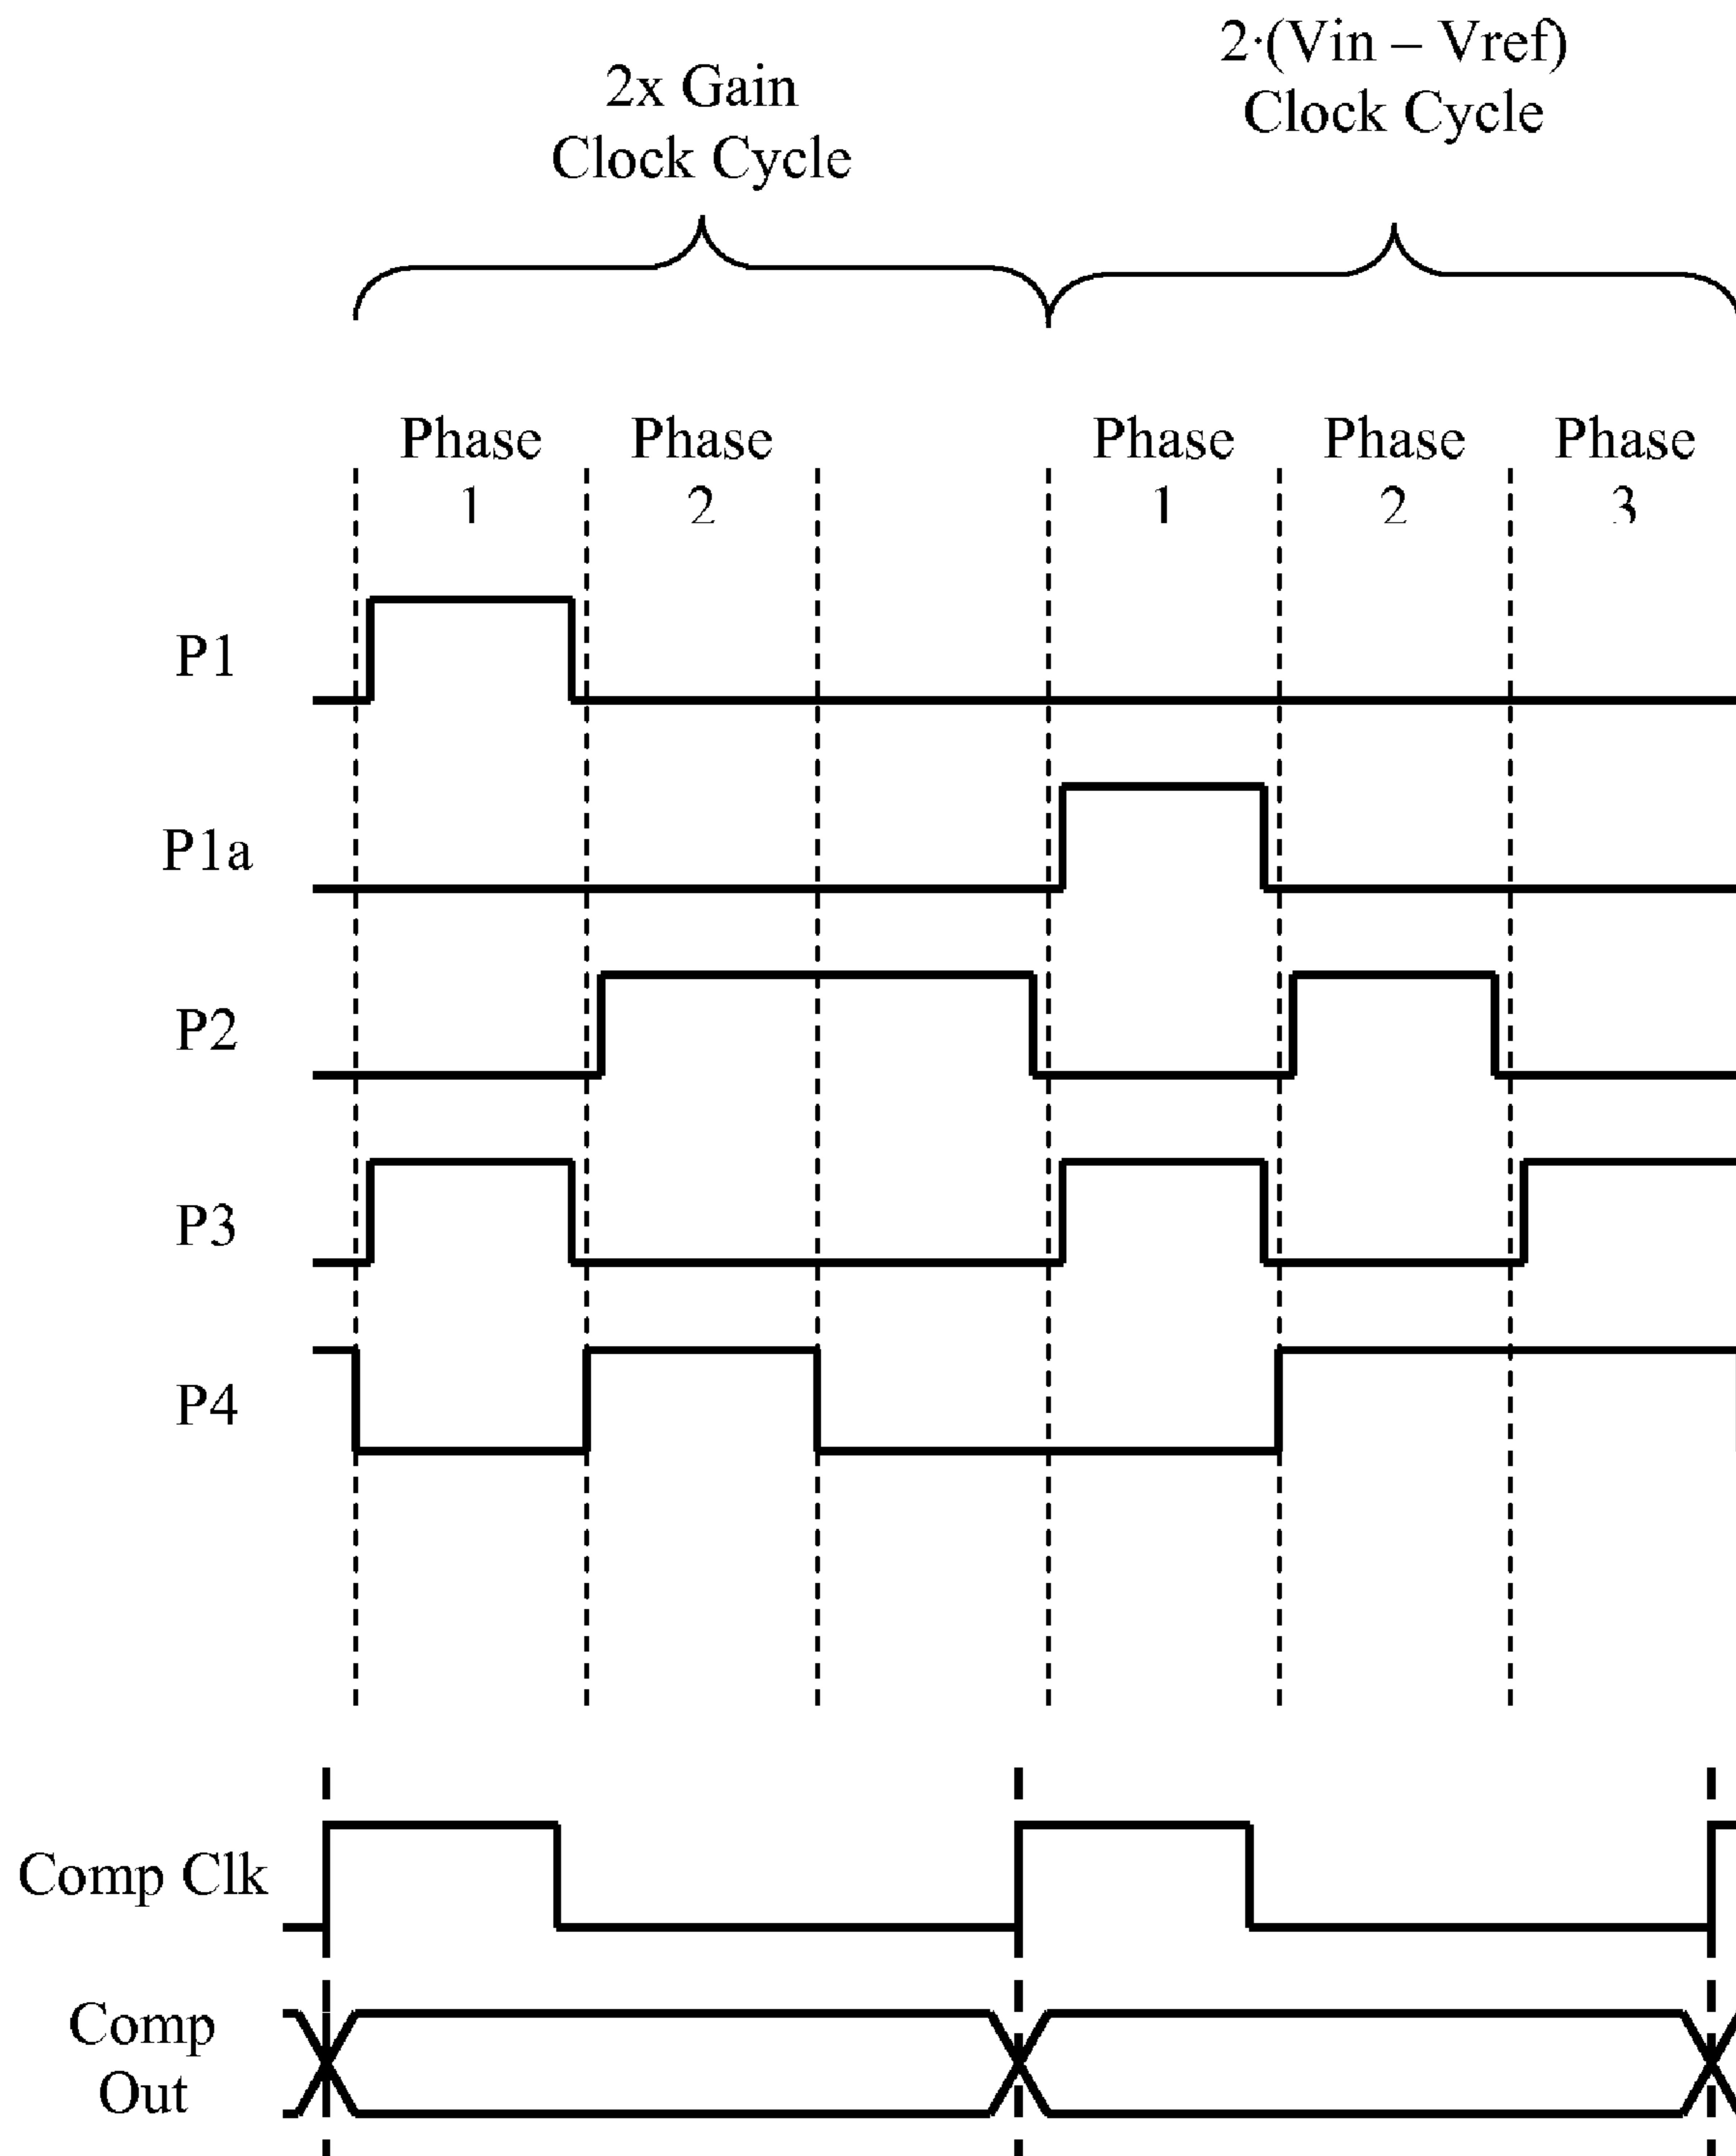 2x Gain
Clock Cycle
2·(Vin – Vref)
Clock Cycle
Phase
1
Phase
2
Phase
1
Phase
2
Phase
3
P1
P1a
P2
P3
P4
Comp Clk
Comp
Out